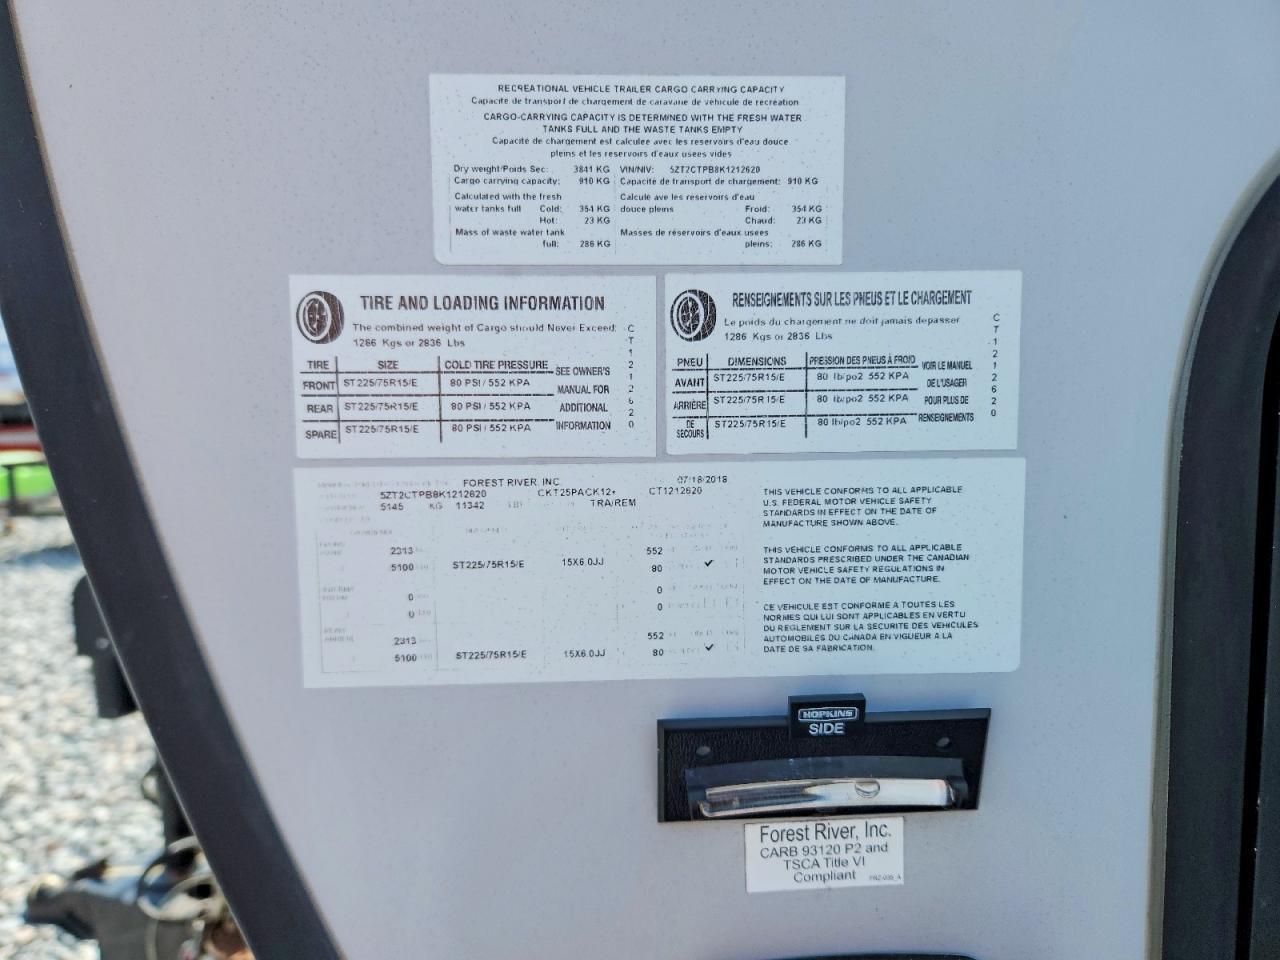 RECREATIONAL VEHICLE TRAILER CARGO CARRYING CAPACITY
Capacite de transport de chargement de caravane de vehicule de recreation
CARGO-CARRYING CAPACITY IS DETERMINED WITH THE FRESH WATER
TANKS FULL AND THE WASTE TANKS EMPTY
Capacite de chargement est calculee avec les reservoirs d'eau douce
pleins et les reservoirs d'eaux usees vides
Dry weight/Poids Sec: 3841 KG VIN/NIV: 5ZT2CTPB8K1212620
Cargo carrying capacity: 910 KG Capacite de transport de chargement: 910 KG
Calculated with the fresh Calculé ave les reservoirs d'eau
water tanks full Cold: 354 KG douce pleins Froid: 354 KG
Hot: 23 KG Chaud: 23 KG
Mass of waste water tank Masses de réservoirs d'eaux usees
full: 286 KG pleins: 286 KG
TIRE AND LOADING INFORMATION
The combined weight of Cargo should Never Exceed:
1286 Kgs or 2836 Lbs
TIRE SIZE COLD TIRE PRESSURE
FRONT ST225/75R15/E 80 PSI / 552 KPA
REAR ST225/75R15/E 80 PSI / 552 KPA
SPARE ST225/75R15/E 80 PSI / 552 KPA
SEE OWNER'S
MANUAL FOR
ADDITIONAL
INFORMATION
CT1212620
RENSEIGNEMENTS SUR LES PNEUS ET LE CHARGEMENT
Le poids du chargement ne doit jamais depasser
1286 Kgs or 2836 Lbs
PNEU DIMENSIONS PRESSION DES PNEUS À FROID
AVANT ST225/75R15/E 80 lb/po2 552 KPA
ARRIÈRE ST225/75R15/E 80 lb/po2 552 KPA
DE SECOURS ST225/75R15/E 80 lb/po2 552 KPA
VOIR LE MANUEL
DE L'USAGER
POUR PLUS DE
RENSEIGNEMENTS
CT1212620
FOREST RIVER, INC. 07/18/2018
5ZT2CTPB8K1212620 CKT25PACK12+ CT1212620
5145 KG 11342 TRA/REM
2313 552
5100 ST225/75R15/E 15X6.0JJ 80 ✓
0 0
0 0
2313 552
5100 ST225/75R15/E 15X6.0JJ 80 ✓
THIS VEHICLE CONFORMS TO ALL APPLICABLE
U.S. FEDERAL MOTOR VEHICLE SAFETY
STANDARDS IN EFFECT ON THE DATE OF
MANUFACTURE SHOWN ABOVE.
THIS VEHICLE CONFORMS TO ALL APPLICABLE
STANDARDS PRESCRIBED UNDER THE CANADIAN
MOTOR VEHICLE SAFETY REGULATIONS IN
EFFECT ON THE DATE OF MANUFACTURE.
CE VEHICULE EST CONFORME A TOUTES LES
NORMES QUI LUI SONT APPLICABLES EN VERTU
DU REGLEMENT SUR LA SECURITE DES VEHICULES
AUTOMOBILES DU CANADA EN VIGUEUR A LA
DATE DE SA FABRICATION.
HOPKINS
SIDE
Forest River, Inc.
CARB 93120 P2 and
TSCA Title VI
Compliant